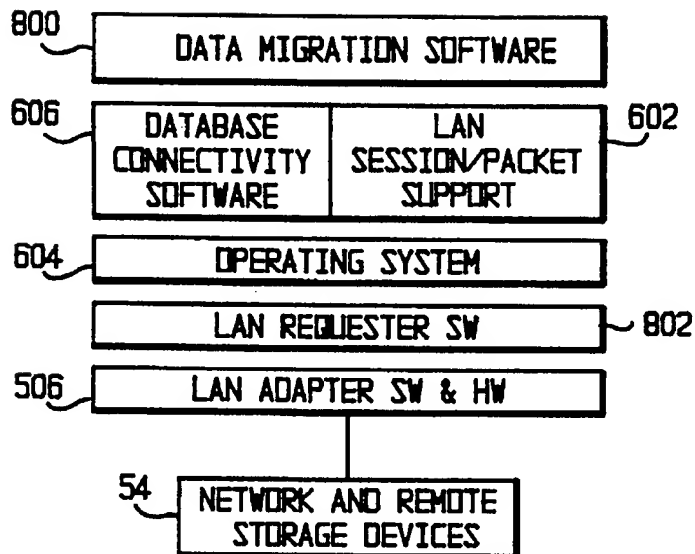 800
DATA MIGRATION SOFTWARE
606
DATABASE
CONNECTIVITY
SOFTWARE
LAN
SESSION/PACKET
SUPPORT
602
604
OPERATING SYSTEM
LAN REQUESTER SW
802
506
LAN ADAPTER SW & HW
54
NETWORK AND REMOTE
STORAGE DEVICES